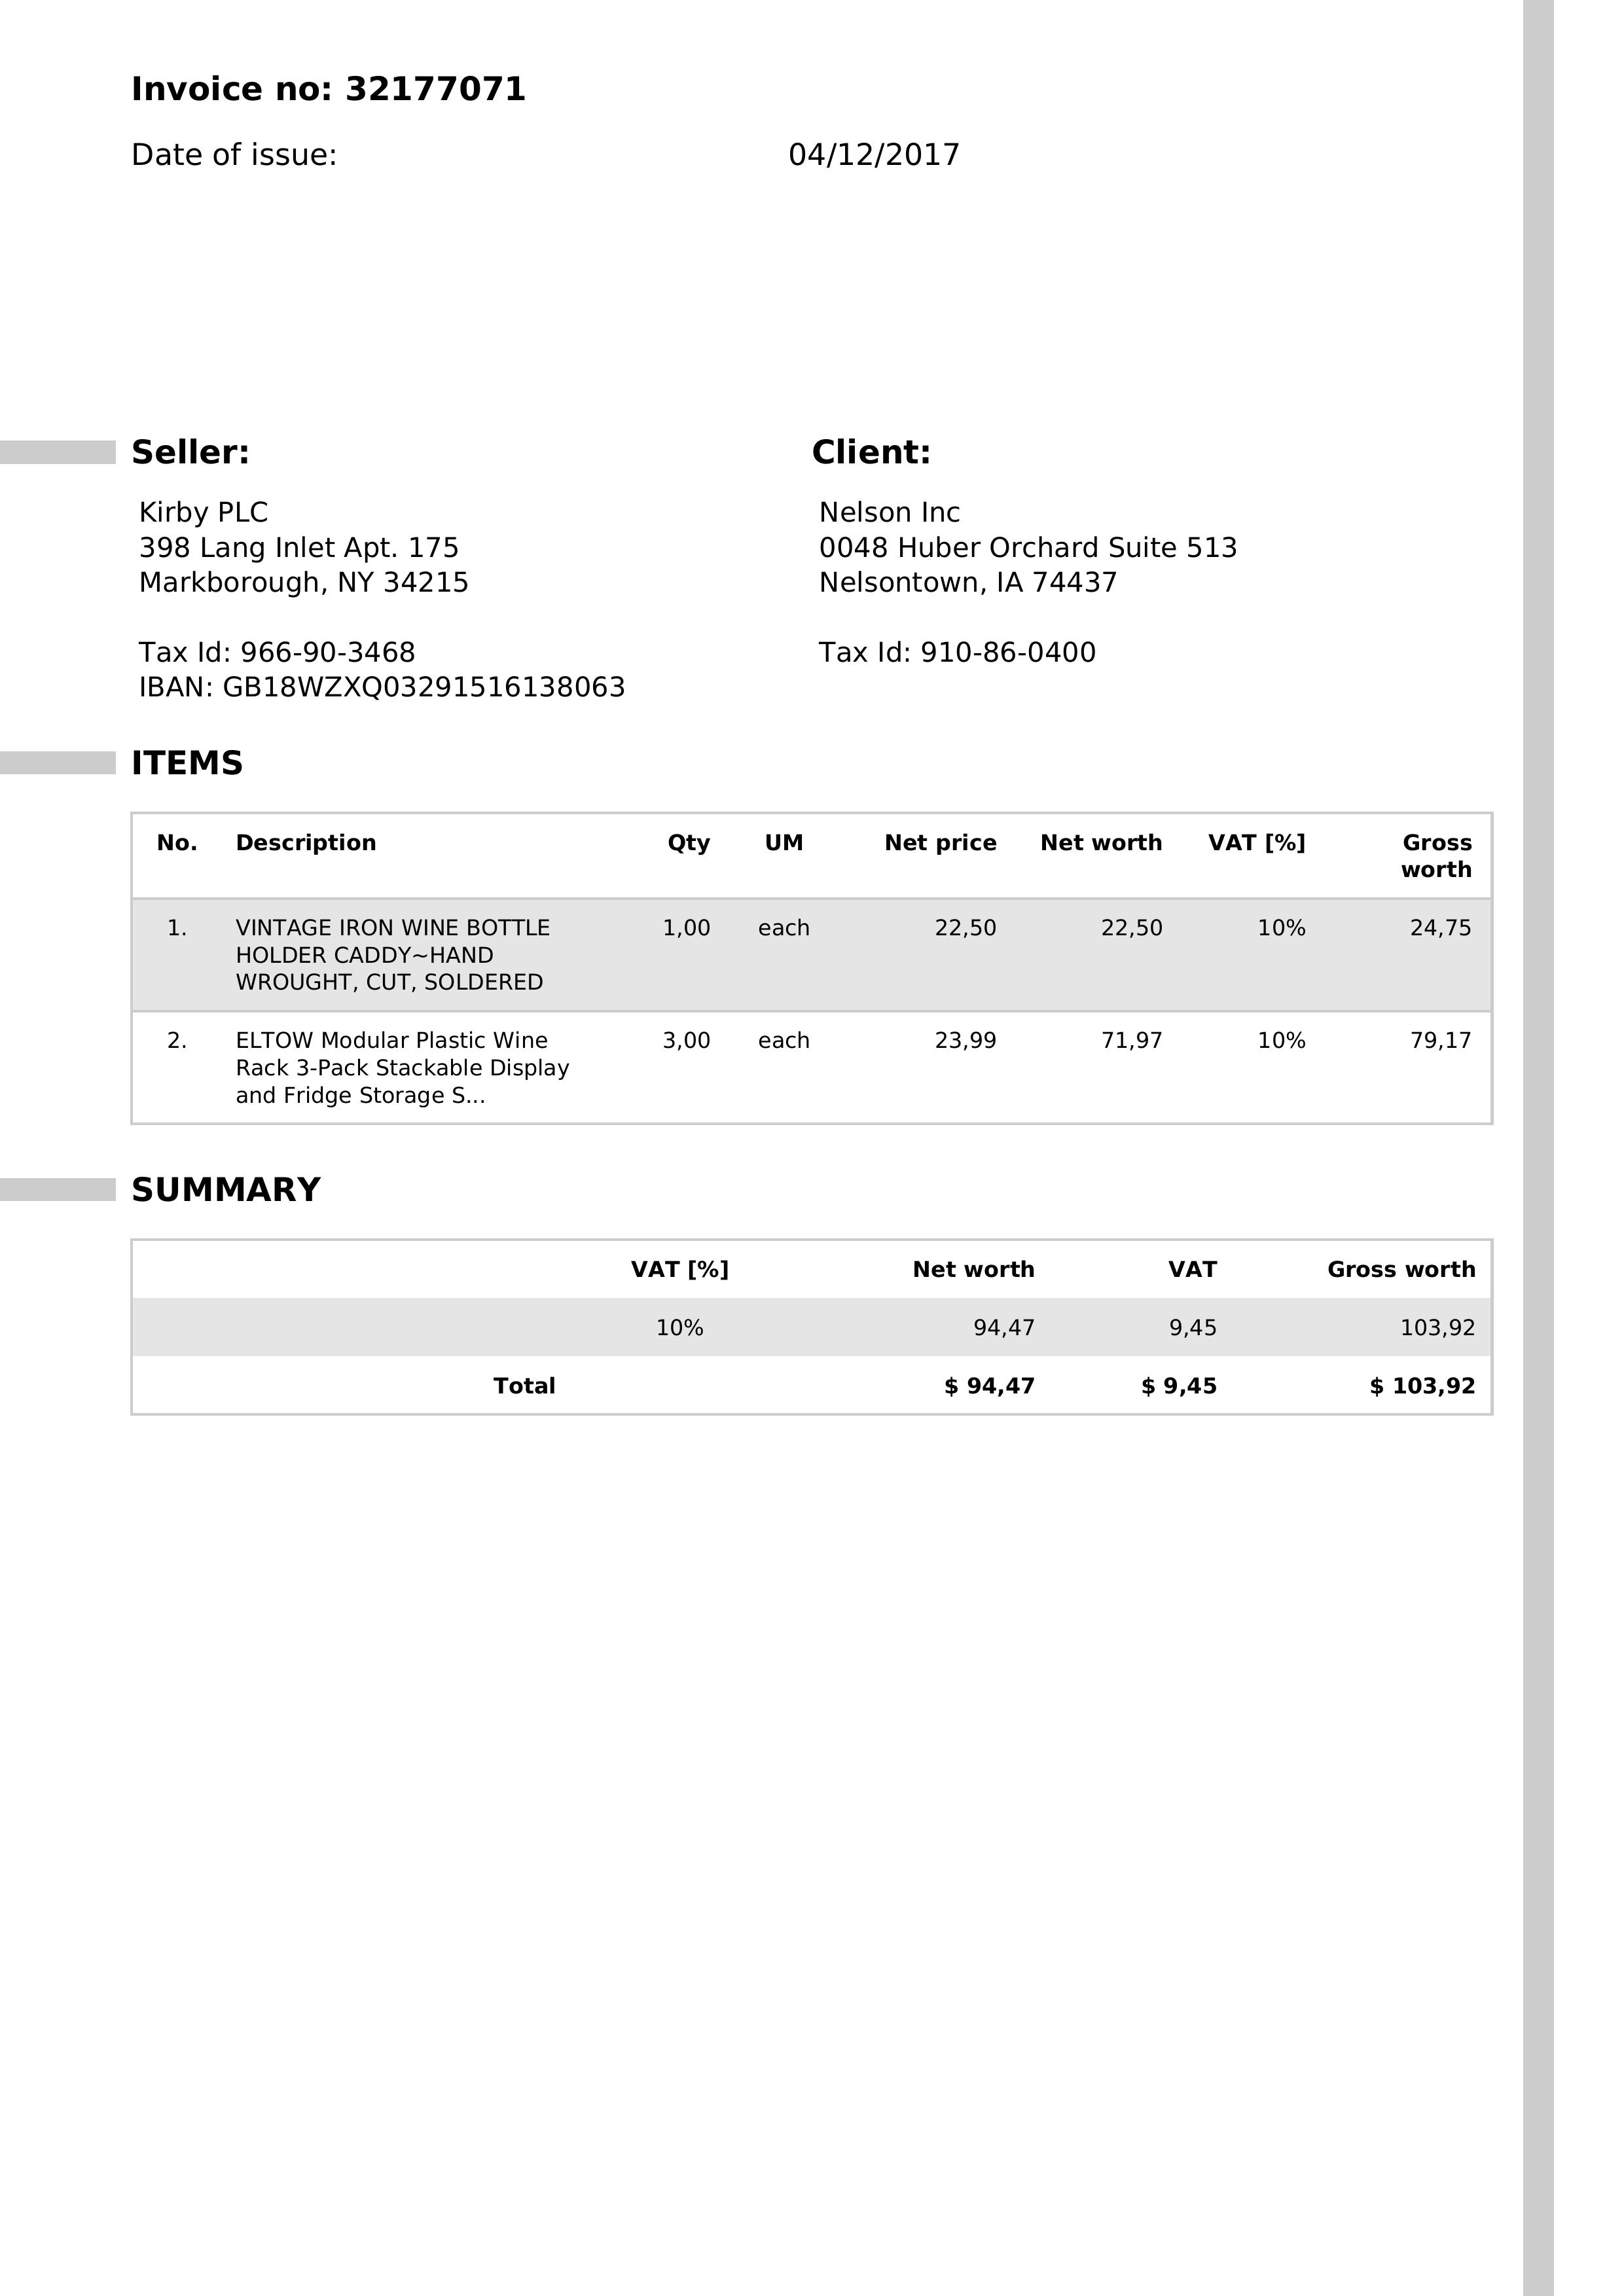 Invoice no: 32177071
Date of issue: 04/12/2017
Seller:
Kirby PLC
398 Lang Inlet Apt. 175
Markborough, NY 34215
Tax Id: 966-90-3468
IBAN: GB18WZXQ03291516138063
Client:
Nelson Inc
0048 Huber Orchard Suite 513
Nelsontown, IA 74437
Tax Id: 910-86-0400
ITEMS
No. Description Qty UM Net price Net worth VAT [%] Gross
worth
1. VINTAGE IRON WINE BOTTLE 1,00 each 22,50 22,50 10% 24,75
HOLDER CADDY~HAND
WROUGHT, CUT, SOLDERED
2. ELTOW Modular Plastic Wine 3,00 each 23,99 71,97 10% 79,17
Rack 3-Pack Stackable Display
and Fridge Storage S...
SUMMARY
VAT [%] Net worth VAT Gross worth
10% 94,47 9,45 103,92
Total $ 94,47 $ 9,45 $ 103,92